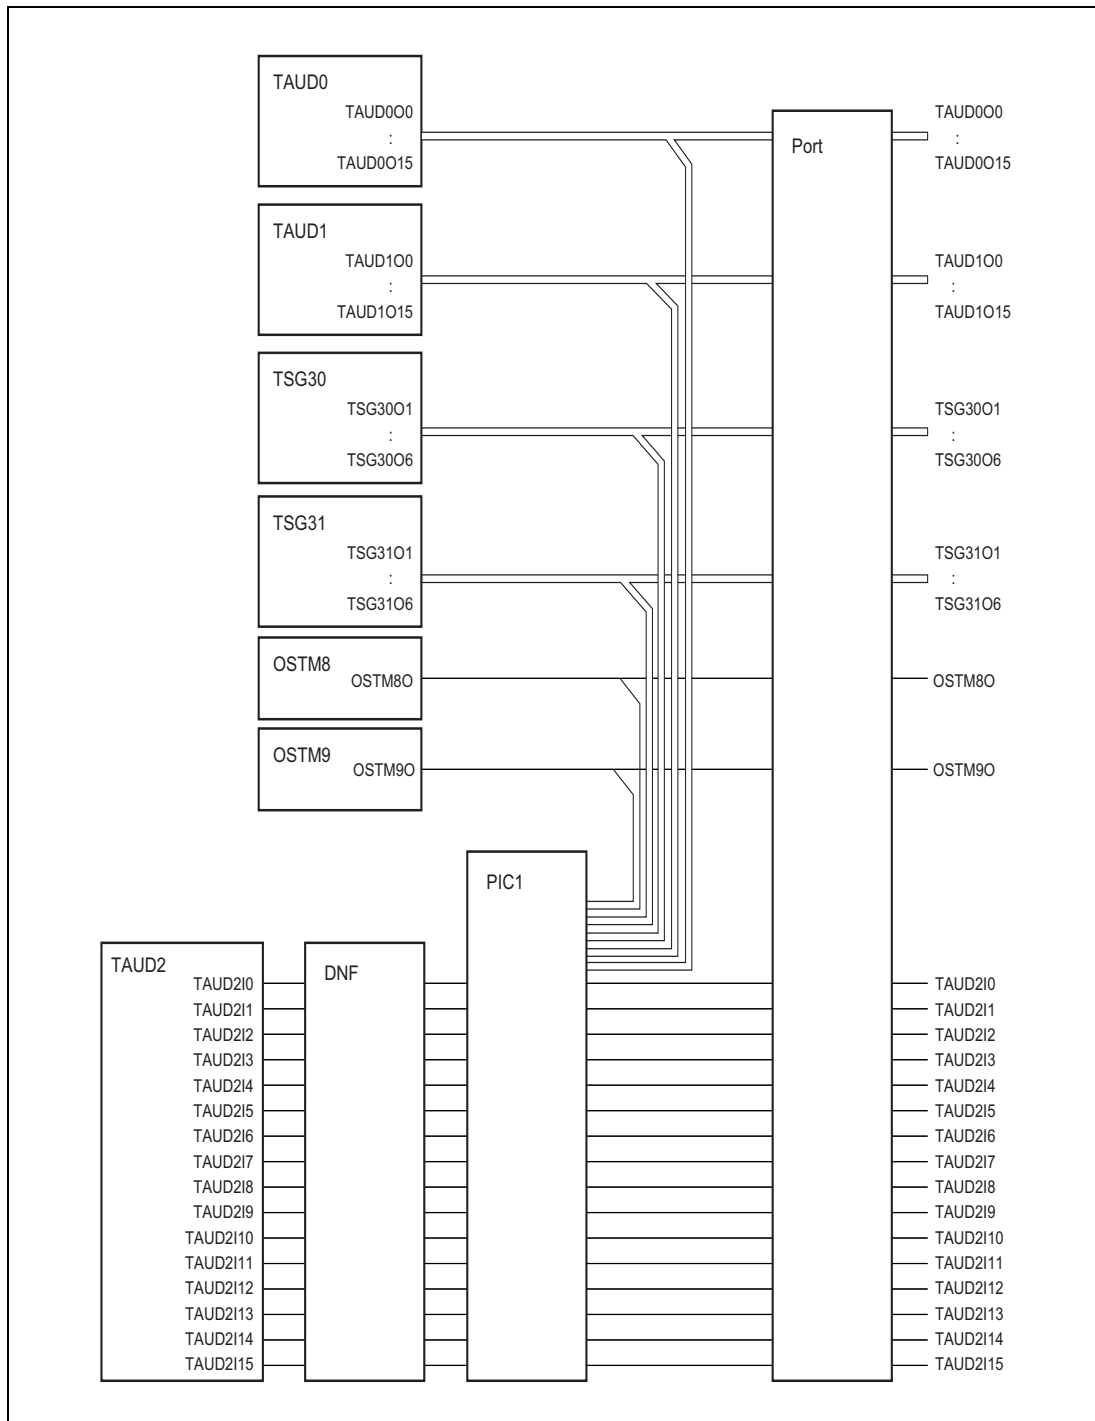 TAUD0
TAUD0O0
:
TAUD0O15
TAUD0O0
:
TAUD0O15
Port
TAUD1
TAUD1O0
:
TAUD1O15
TAUD1O0
:
TAUD1O15
TSG30
TSG30O1
:
TSG30O6
TSG30O1
:
TSG30O6
TSG31
TSG31O1
:
TSG31O6
TSG31O1
:
TSG31O6
OSTM8
OSTM8O
OSTM8O
OSTM9
OSTM9O
OSTM9O
PIC1
TAUD2
DNF
TAUD2I0
TAUD2I1
TAUD2I2
TAUD2I3
TAUD2I4
TAUD2I5
TAUD2I6
TAUD2I7
TAUD2I8
TAUD2I9
TAUD2I10
TAUD2I11
TAUD2I12
TAUD2I13
TAUD2I14
TAUD2I15
TAUD2I0
TAUD2I1
TAUD2I2
TAUD2I3
TAUD2I4
TAUD2I5
TAUD2I6
TAUD2I7
TAUD2I8
TAUD2I9
TAUD2I10
TAUD2I11
TAUD2I12
TAUD2I13
TAUD2I14
TAUD2I15